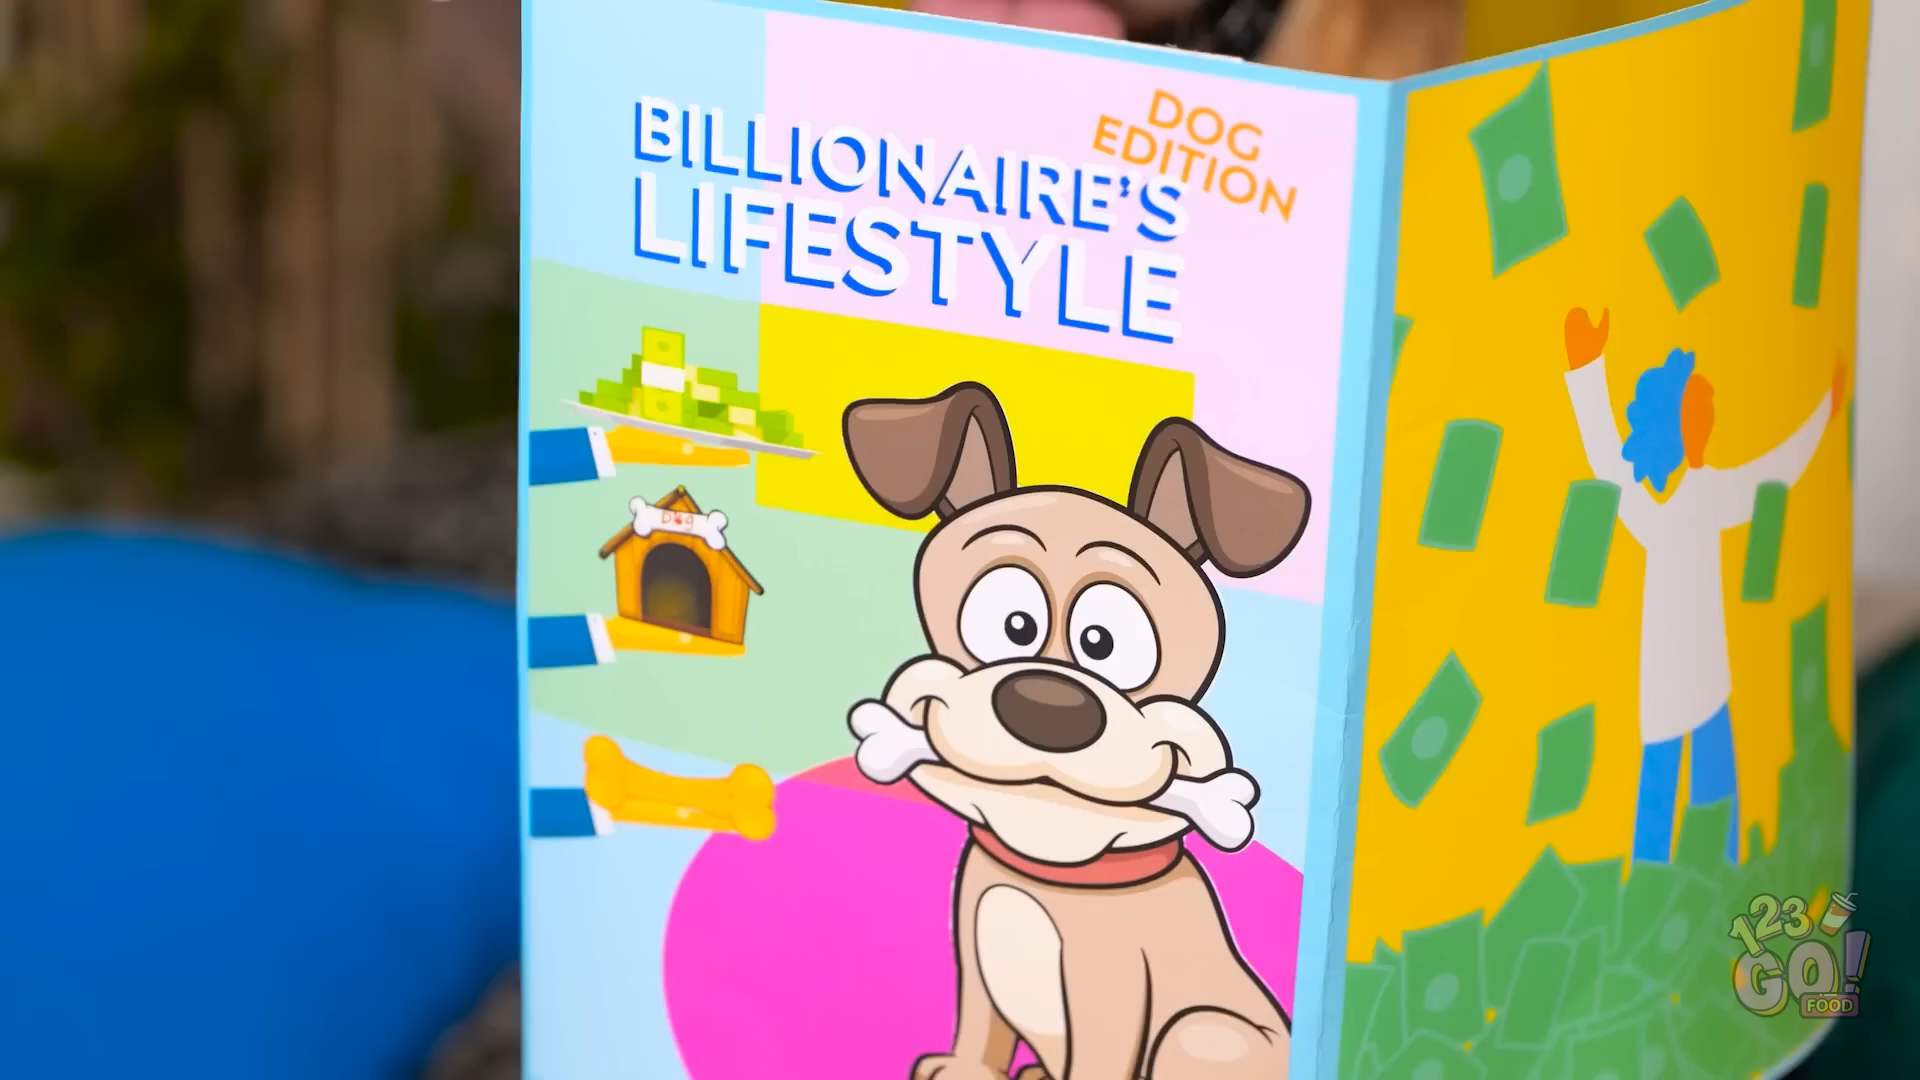 DOG
EDITION
BILLIONAIRE'S
LIFESTYLE
Dog
123
GO!
FOOD